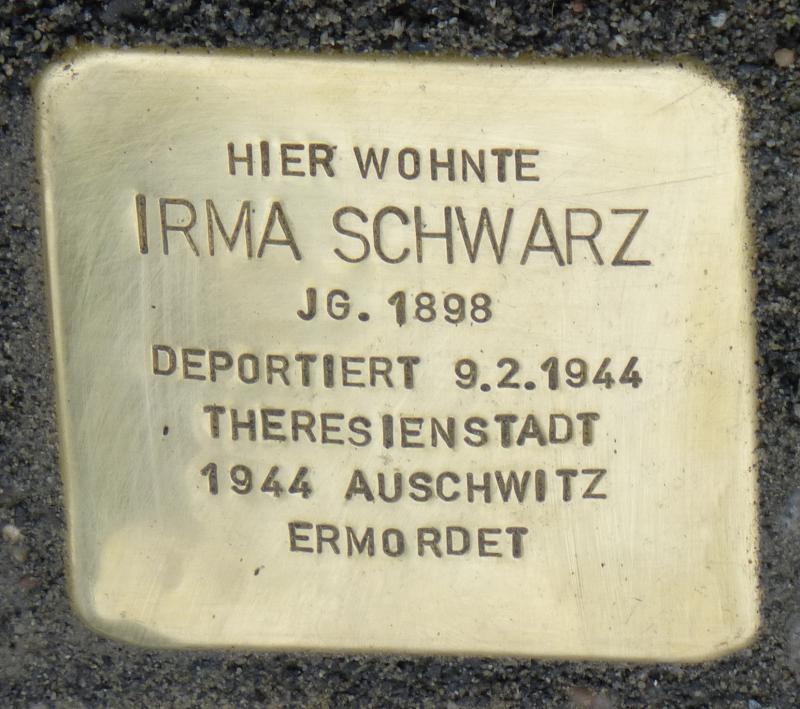 HIER WOHNTE
IRMA SCHWARZ
JG. 1898
DEPORTIERT 9.2.1944
THERESIENSTADT
1944 AUSCHWITZ
ERMORDET